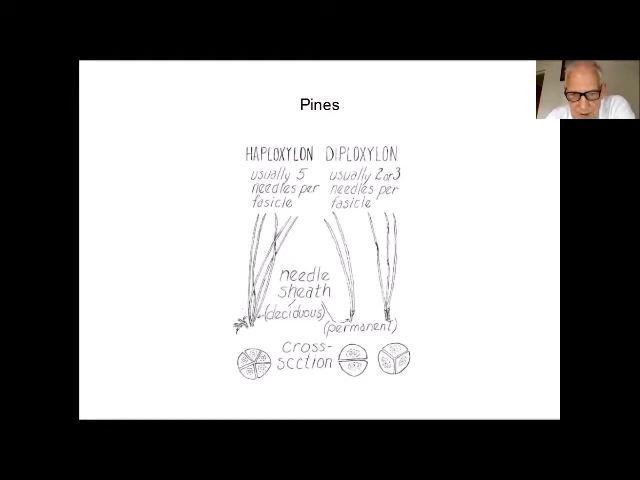 Pines
HAPLOXYLON DIPLOXYLON
usually 5 usually 2 or 3
needles per needles per
fasicle fasicle
needle
sheath
(deciduous)
(permanent)
cross-
section